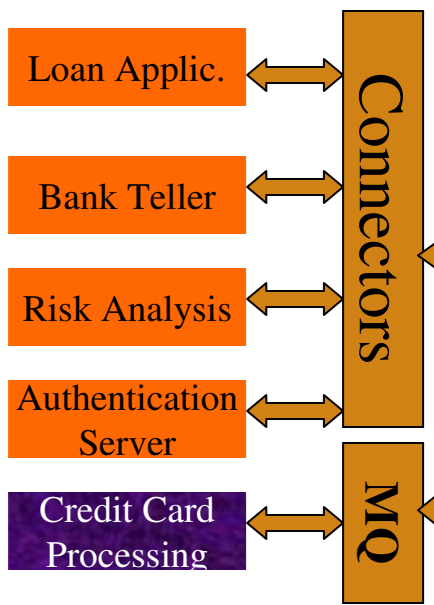 Loan Applic.
Bank Teller
Risk Analysis
Authentication
Server
Credit Card
Processing
Connectors
MQ